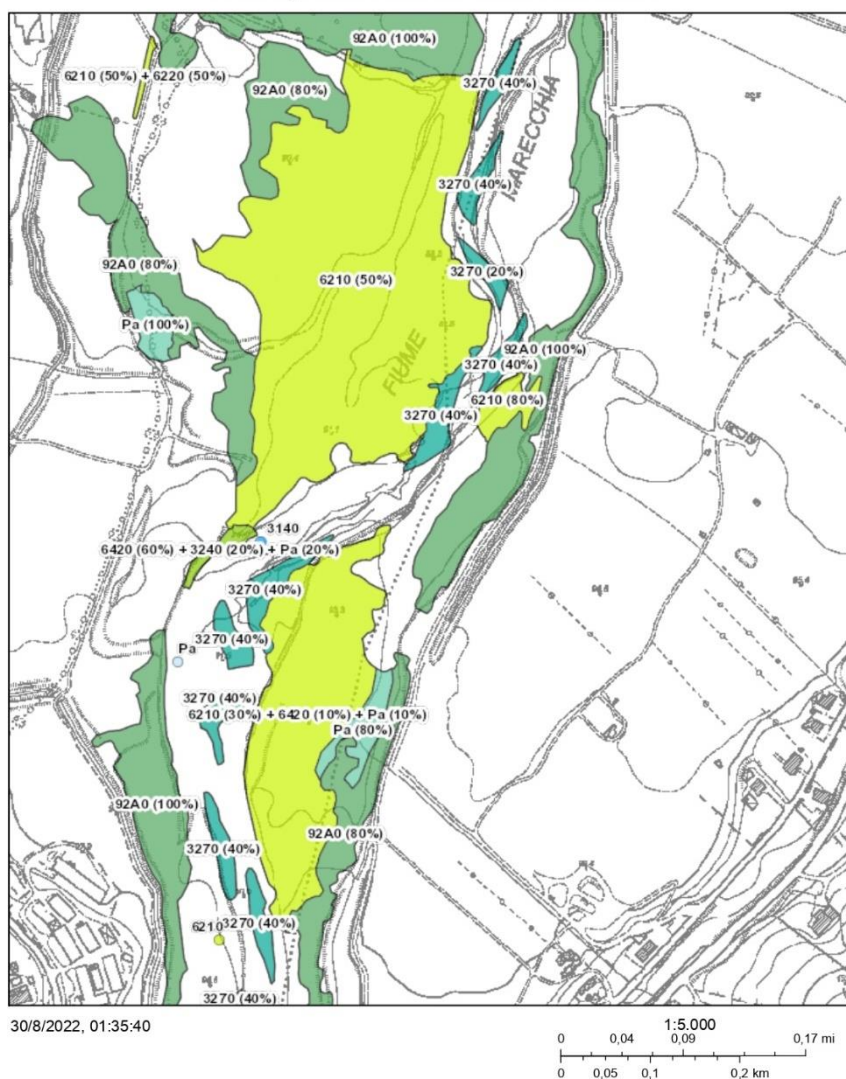 92A0 (100%)
6210 (50%) + 6220 (50%)
3270 (40%)
92A0 (80%)
MARECCHIA
3270 (40%)
92A0 (80%)
3270 (20%)
6210 (50%)
Pa (100%)
FIUME
92A0 (100%)
3270 (40%)
6210 (80%)
3270 (40%)
3140
6420 (60%) + 3240 (20%) + Pa (20%)
3270 (40%)
3270 (40%)
Pa
3270 (40%)
6210 (30%) + 6420 (10%) + Pa (10%)
Pa (80%)
92A0 (100%)
92A0 (80%)
3270 (40%)
6210
3270 (40%)
3270 (40%)
30/8/2022, 01:35:40
1:5.000
0 0,04 0,09 0,17 mi
0 0,05 0,1 0,2 km